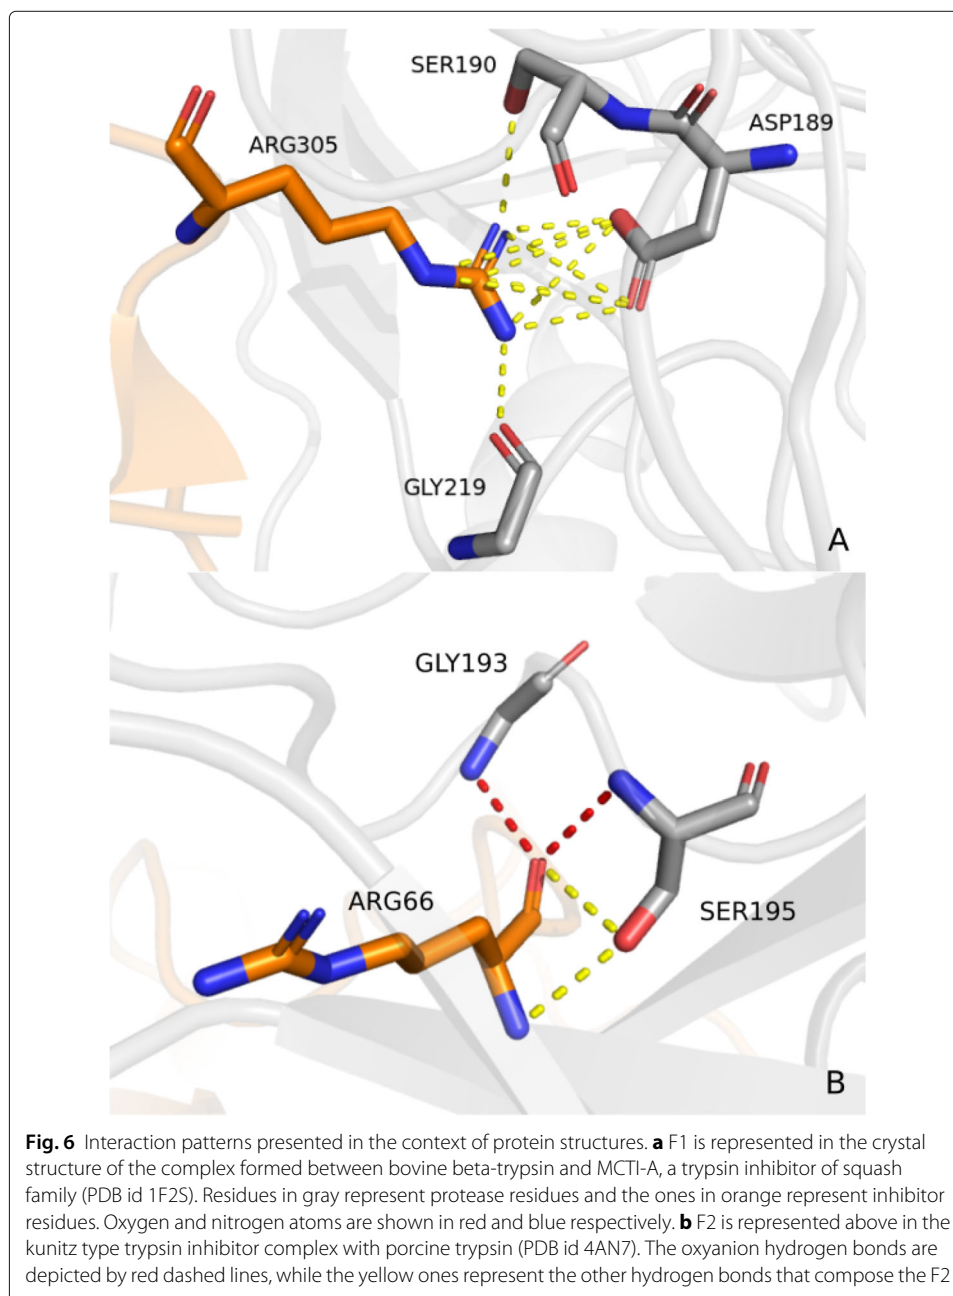 SER190
ASP189
ARG305
GLY219
A
GLY193
ARG66
SER195
B
Fig. 6 Interaction patterns presented in the context of protein structures. a F1 is represented in the crystal
structure of the complex formed between bovine beta-trypsin and MCTI-A, a trypsin inhibitor of squash
family (PDB id 1F2S). Residues in gray represent protease residues and the ones in orange represent inhibitor
residues. Oxygen and nitrogen atoms are shown in red and blue respectively. b F2 is represented above in the
kunitz type trypsin inhibitor complex with porcine trypsin (PDB id 4AN7). The oxyanion hydrogen bonds are
depicted by red dashed lines, while the yellow ones represent the other hydrogen bonds that compose the F2